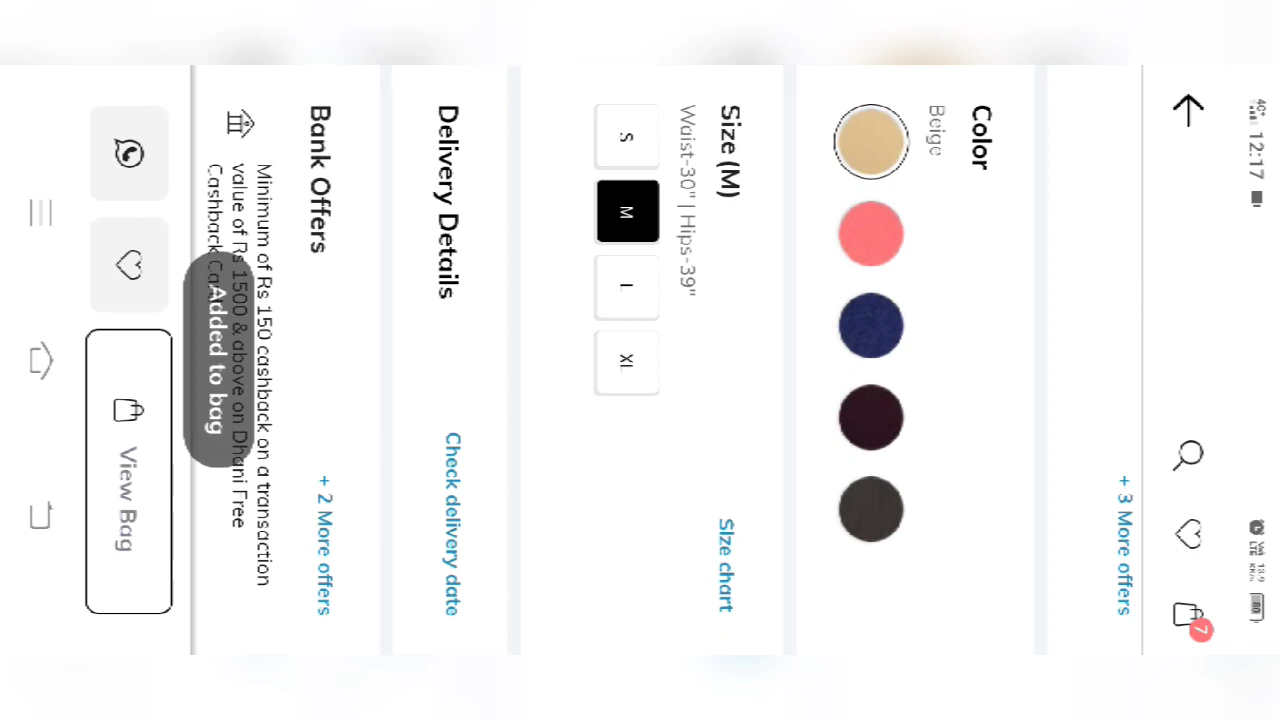 12:17
7
+ 3 More offers
Color
Beige
Size (M)
Size chart
Waist-30" | Hips-39"
S
M
L
XL
Delivery Details
Check delivery date
Bank Offers
+ 2 More offers
Minimum of Rs 150 cashback on a transaction
value of Rs 1500 & above on Dhani Free
Cashback
Added to bag
View Bag